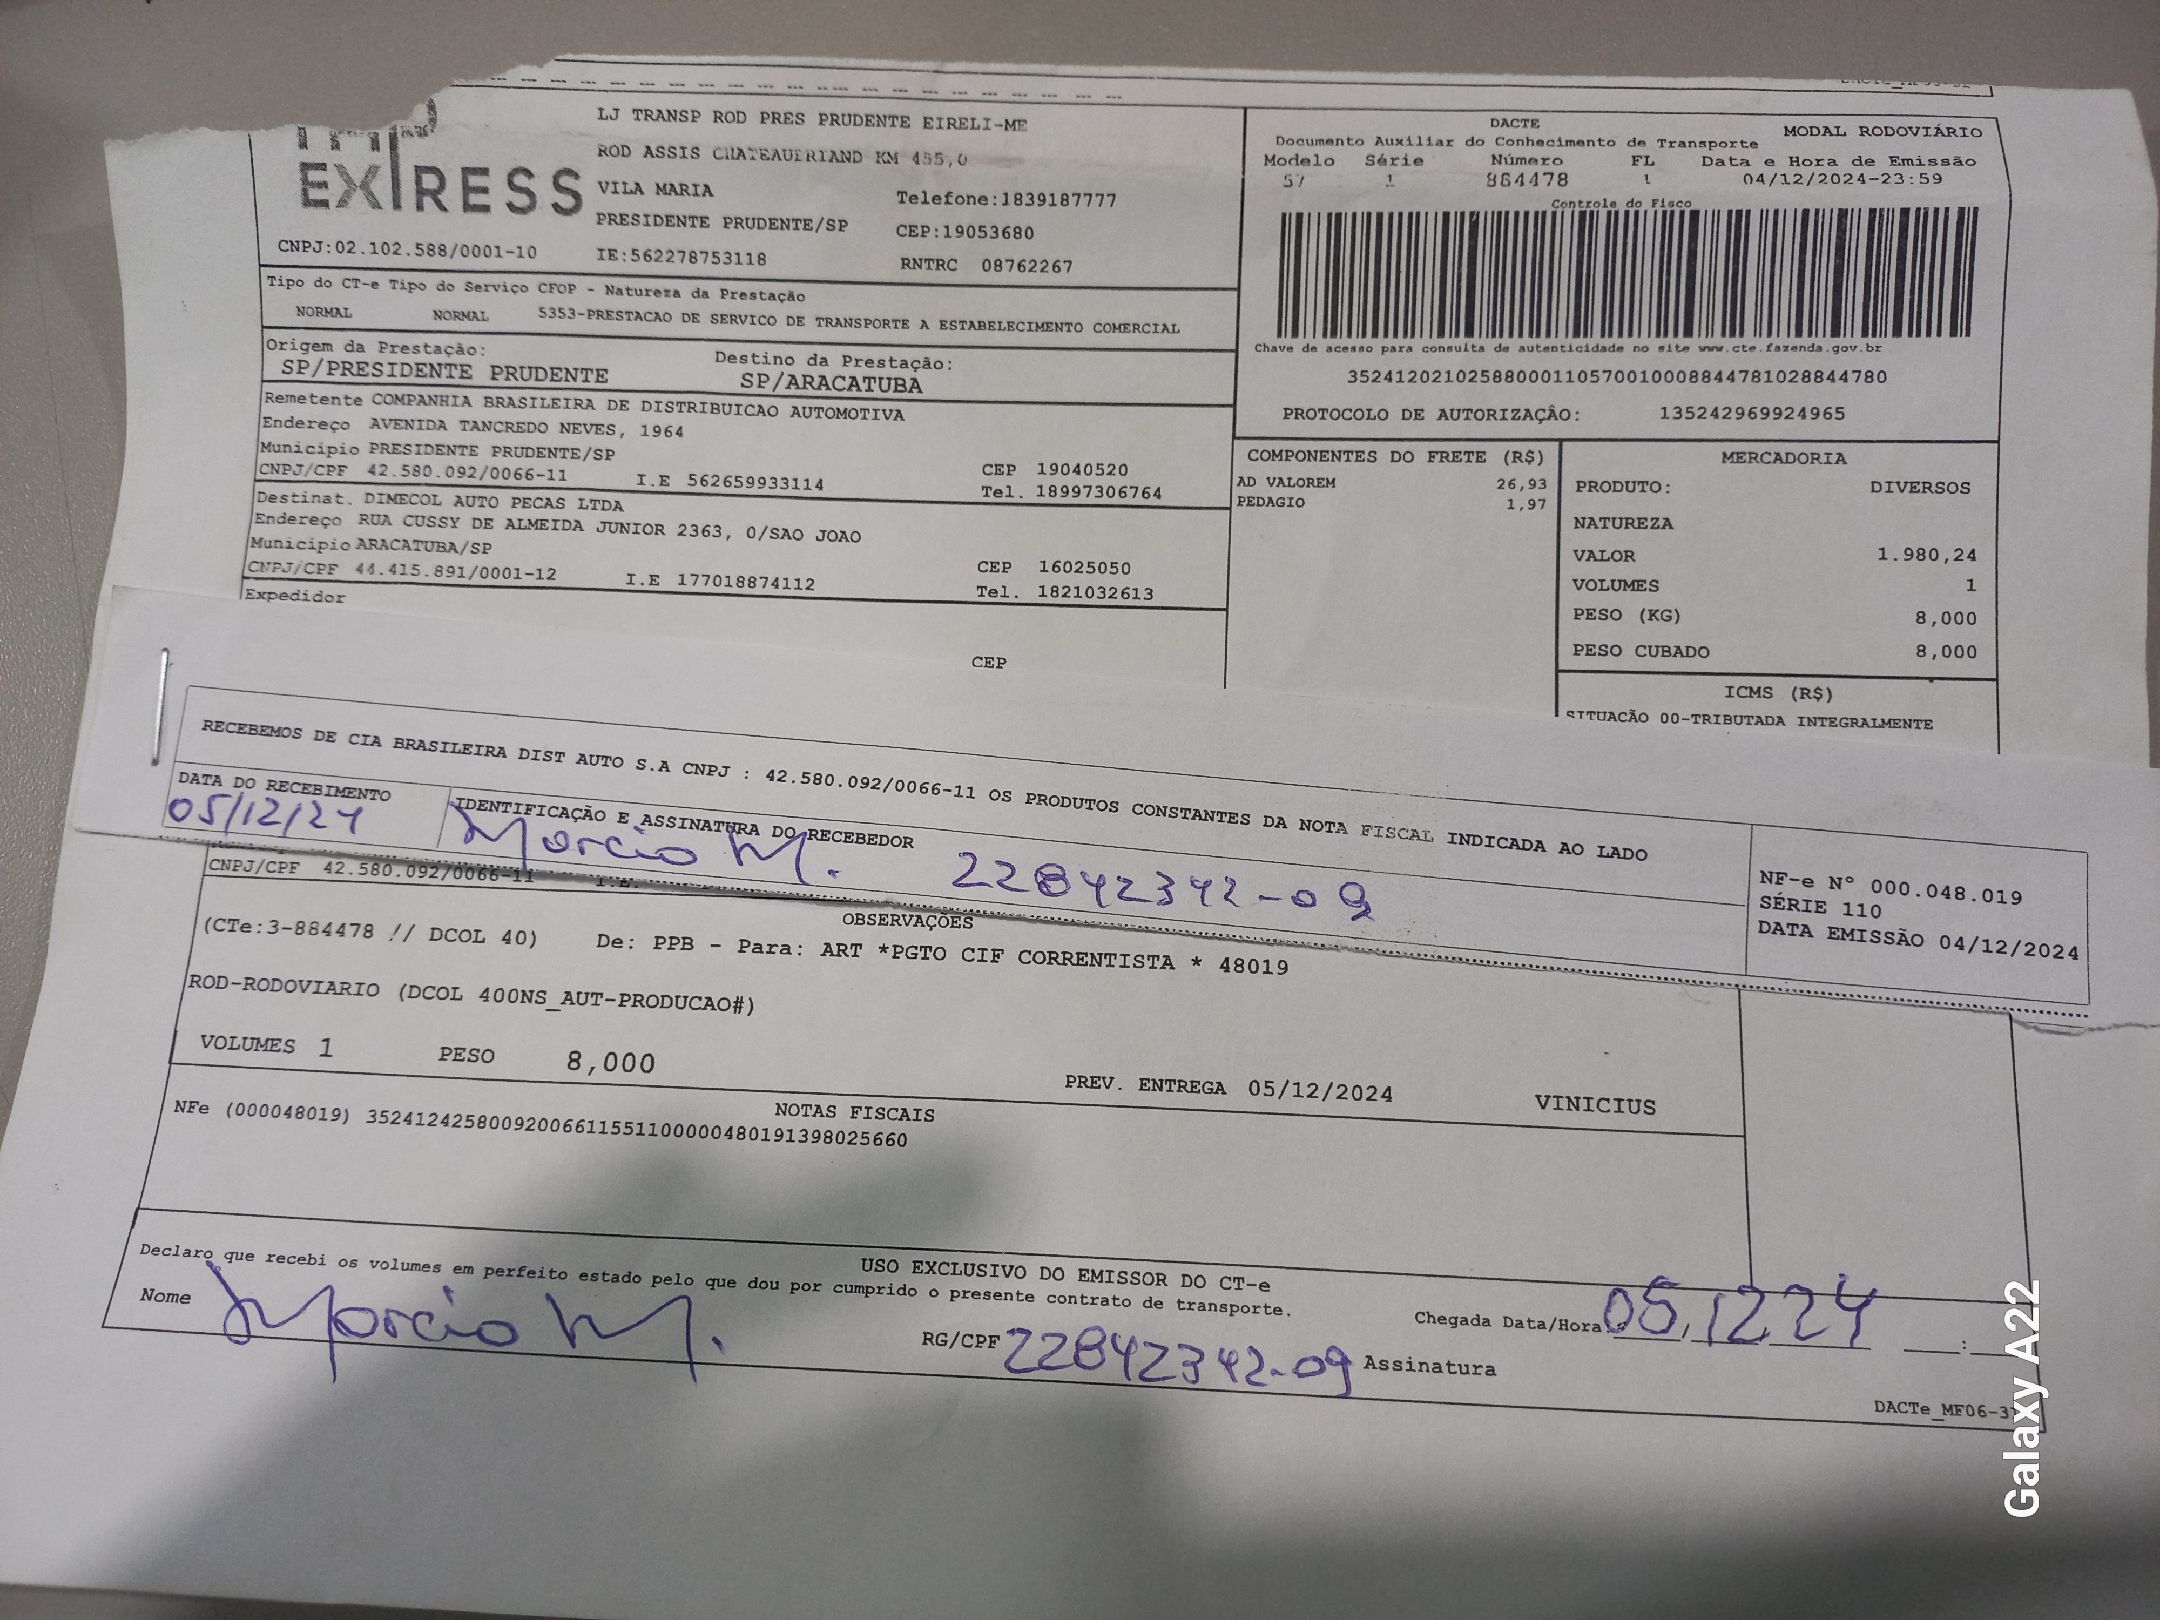 EXPRESS
LJ TRANSP ROD PRES PRUDENTE EIRELI-ME
ROD ASSIS CHATEAUBRIAND KM 455,0
VILA MARIA
Telefone:1839187777
PRESIDENTE PRUDENTE/SP
CEP:19053680
CNPJ:02.102.588/0001-10
IE:562278753118
RNTRC 08762267
DACTE
MODAL RODOVIÁRIO
Documento Auxiliar do Conhecimento de Transporte
Modelo Série Número FL Data e Hora de Emissão
57 1 884478 1 04/12/2024-23:59
Controle do Fisco
Chave de acesso para consulta de autenticidade no site www.cte.fazenda.gov.br
35241202102588000110570010008844781028844780
PROTOCOLO DE AUTORIZAÇÂO: 135242969924965
Tipo do CT-e Tipo do Serviço CFOP - Natureza da Prestação
NORMAL NORMAL 5353-PRESTACAO DE SERVICO DE TRANSPORTE A ESTABELECIMENTO COMERCIAL
Origem da Prestação: Destino da Prestação:
SP/PRESIDENTE PRUDENTE SP/ARACATUBA
Remetente COMPANHIA BRASILEIRA DE DISTRIBUICAO AUTOMOTIVA
Endereço AVENIDA TANCREDO NEVES, 1964
Município PRESIDENTE PRUDENTE/SP CEP 19040520
CNPJ/CPF 42.580.092/0066-11 I.E 562659933114 Tel. 18997306764
Destinat. DIMECOL AUTO PECAS LTDA
Endereço RUA CUSSY DE ALMEIDA JUNIOR 2363, 0/SAO JOAO
Município ARACATUBA/SP CEP 16025050
CNPJ/CPF 44.415.891/0001-12 I.E 177018874112 Tel. 1821032613
Expedidor
CEP
COMPONENTES DO FRETE (R$)
AD VALOREM 26,93
PEDAGIO 1,97
MERCADORIA
PRODUTO: DIVERSOS
NATUREZA
VALOR 1.980,24
VOLUMES 1
PESO (KG) 8,000
PESO CUBADO 8,000
ICMS (R$)
SITUACÃO 00-TRIBUTADA INTEGRALMENTE
RECEBEMOS DE CIA BRASILEIRA DIST AUTO S.A CNPJ : 42.580.092/0066-11 OS PRODUTOS CONSTANTES DA NOTA FISCAL INDICADA AO LADO
DATA DO RECEBIMENTO
05/12/24
IDENTIFICAÇÃO E ASSINATURA DO RECEBEDOR
Marcio M. 22842342-09
NF-e N° 000.048.019
SÉRIE 110
DATA EMISSÃO 04/12/2024
CNPJ/CPF 42.580.092/0066-11 I.E.
OBSERVAÇÕES
(CTe:3-884478 // DCOL 40) De: PPB - Para: ART *PGTO CIF CORRENTISTA * 48019
ROD-RODOVIARIO (DCOL 400NS_AUT-PRODUCAO#)
VOLUMES 1 PESO 8,000 PREV. ENTREGA 05/12/2024 VINICIUS
NOTAS FISCAIS
NFe (000048019) 35241242580092006611551100000480191398025660
USO EXCLUSIVO DO EMISSOR DO CT-e
Declaro que recebi os volumes em perfeito estado pelo que dou por cumprido o presente contrato de transporte.
Nome Marcio M. RG/CPF 22842342-09 Assinatura
Chegada Data/Hora 05/12 24 :
DACTe_MF06-3
Galaxy A22